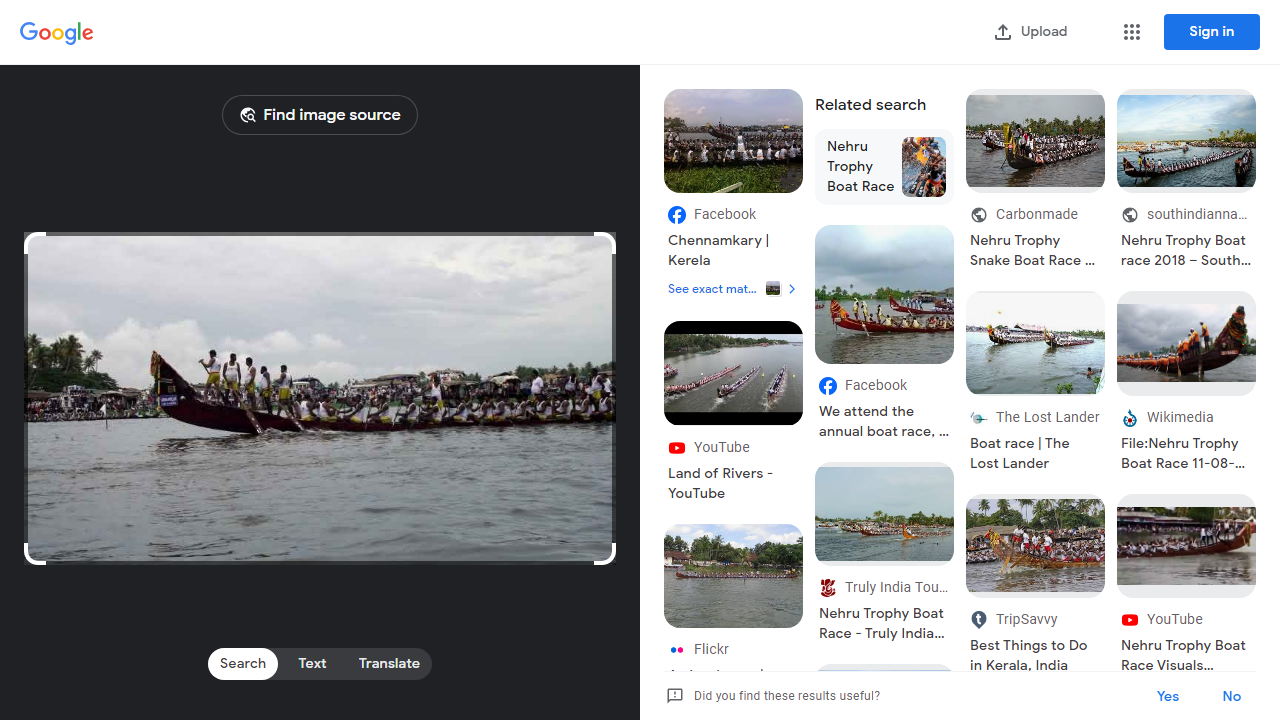 Google
Upload
Sign in
Find image source
Search
Text
Translate
Facebook
Chennamkary |
Kerela
See exact mat...
YouTube
Land of Rivers -
YouTube
Flickr
Related search
Nehru
Trophy
Boat Race
Facebook
We attend the
annual boat race, ...
Truly India Tou...
Nehru Trophy Boat
Race - Truly India...
Carbonmade
Nehru Trophy
Snake Boat Race ...
The Lost Lander
Boat race | The
Lost Lander
TripSavvy
Best Things to Do
in Kerala, India
southindianna...
Nehru Trophy Boat
race 2018 – South...
Wikimedia
File:Nehru Trophy
Boat Race 11-08-...
YouTube
Nehru Trophy Boat
Race Visuals...
Did you find these results useful?
Yes
No